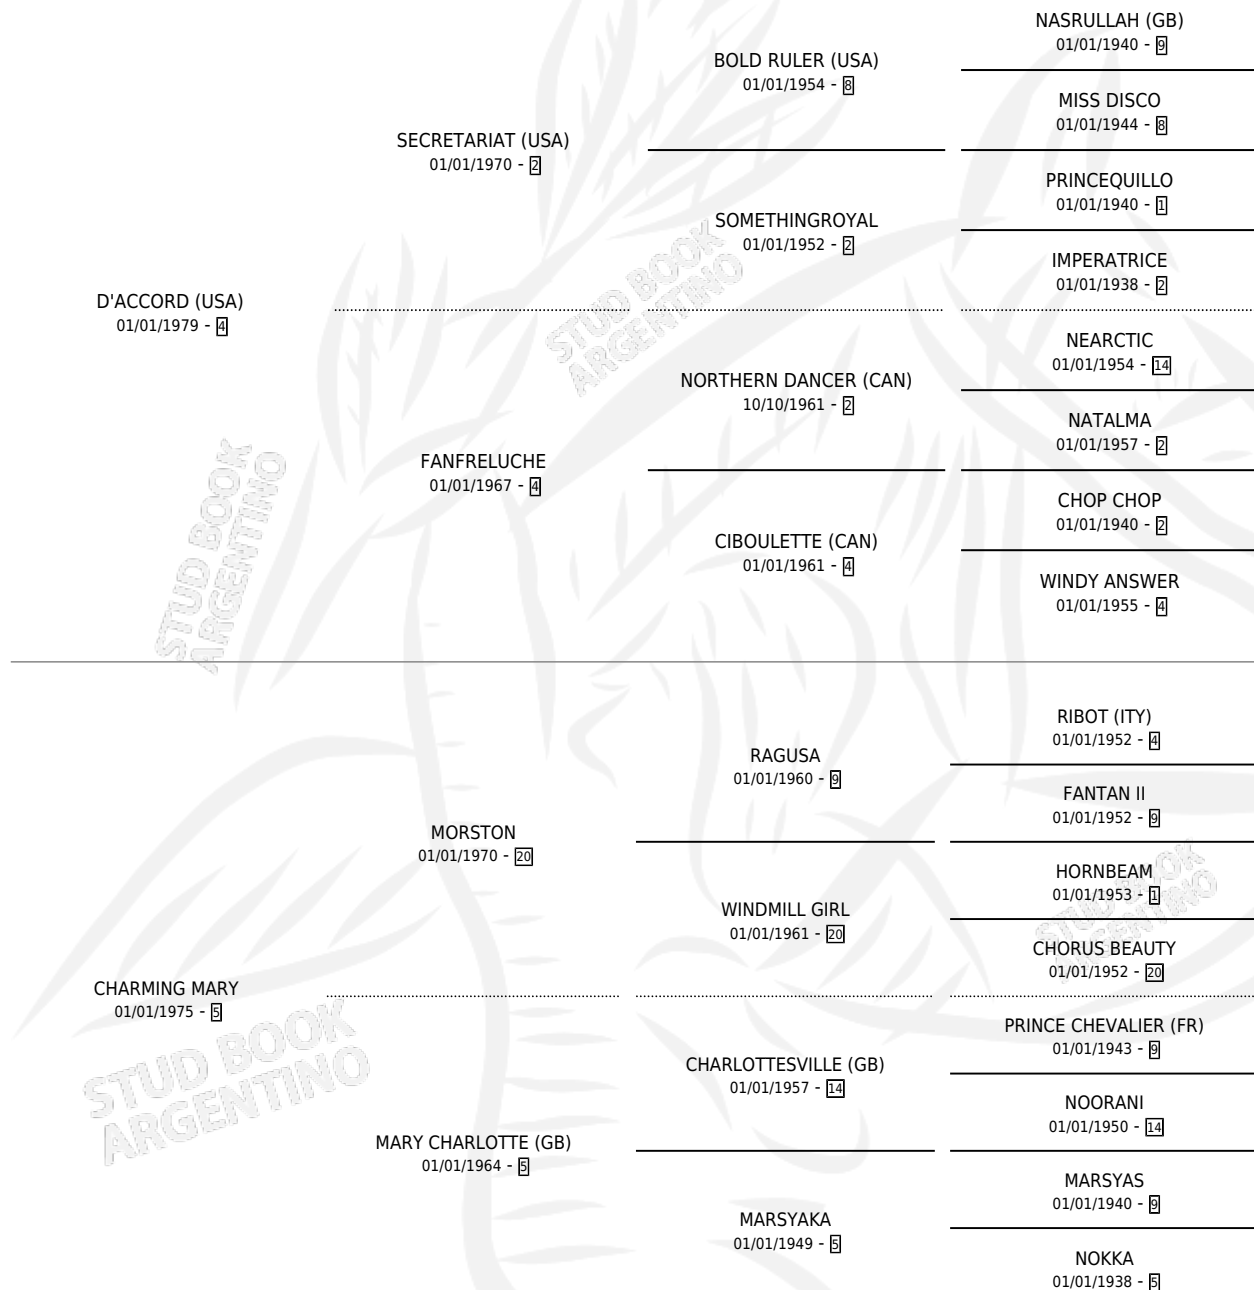 NASRULLAH (GB)
01/01/1940 - 9
BOLD RULER (USA)
01/01/1954 - 8
MISS DISCO
01/01/1944 - 8
SECRETARIAT (USA)
01/01/1970 - 2
PRINCEQUILLO
01/01/1940 - 1
SOMETHINGROYAL
01/01/1952 - 2
IMPERATRICE
01/01/1938 - 2
D'ACCORD (USA)
01/01/1979 - 4
NEARCTIC
01/01/1954 - 14
NORTHERN DANCER (CAN)
10/10/1961 - 2
NATALMA
01/01/1957 - 2
FANFRELUCHE
01/01/1967 - 4
CHOP CHOP
01/01/1940 - 2
CIBOULETTE (CAN)
01/01/1961 - 4
WINDY ANSWER
01/01/1955 - 4
RIBOT (ITY)
01/01/1952 - 4
RAGUSA
01/01/1960 - 9
FANTAN II
01/01/1952 - 9
MORSTON
01/01/1970 - 20
HORNBEAM
01/01/1953 - 1
WINDMILL GIRL
01/01/1961 - 20
CHORUS BEAUTY
01/01/1952 - 20
CHARMING MARY
01/01/1975 - 5
PRINCE CHEVALIER (FR)
01/01/1943 - 9
CHARLOTTESVILLE (GB)
01/01/1957 - 14
NOORANI
01/01/1950 - 14
MARY CHARLOTTE (GB)
01/01/1964 - 5
MARSYAS
01/01/1940 - 9
MARSYAKA
01/01/1949 - 5
NOKKA
01/01/1938 - 5
STUD BOOK
ARGENTINO
STUD BOOK
ARGENTINO
STUD BOOK
ARGENTINO
STUD BOOK
ARGENTINO